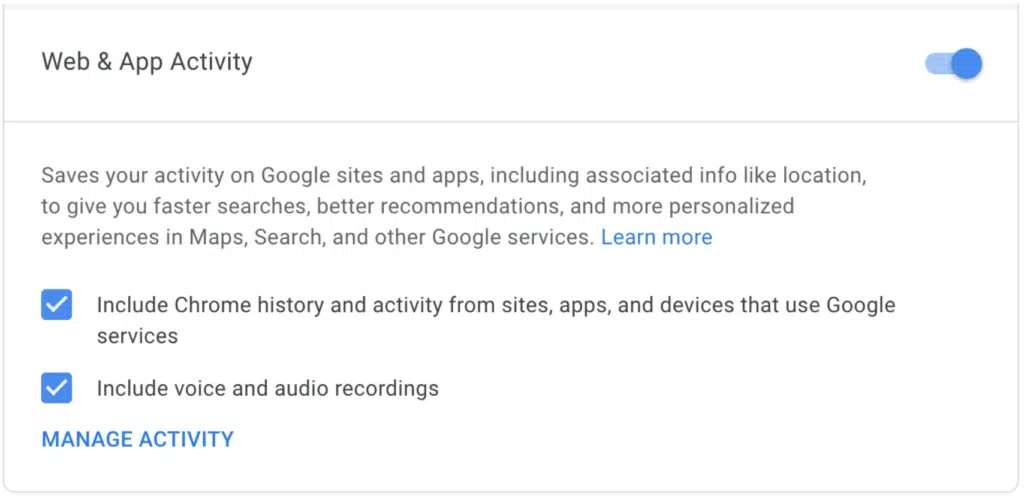 Web & App Activity
Saves your activity on Google sites and apps, including associated info like location,
to give you faster searches, better recommendations, and more personalized
experiences in Maps, Search, and other Google services. Learn more
Include Chrome history and activity from sites, apps, and devices that use Google
services
Include voice and audio recordings
MANAGE ACTIVITY